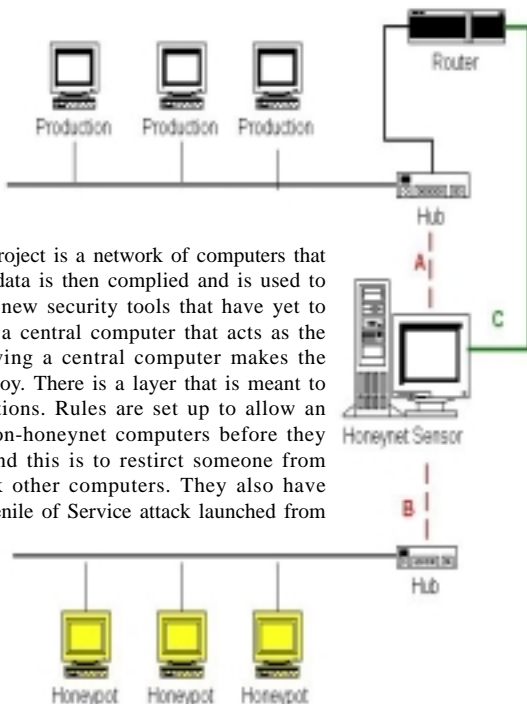 Router
Production Production Production
Hub
A
roject is a network of computers that
data is then complied and is used to
new security tools that have yet to
a central computer that acts as the
ving a central computer makes the
oy. There is a layer that is meant to
tions. Rules are set up to allow an
on-honeynet computers before they
nd this is to restirct someone from
k other computers. They also have
enile of Service attack launched from
C
Honeynet Sensor
B
Hub
Honeypot Honeypot Honeypot